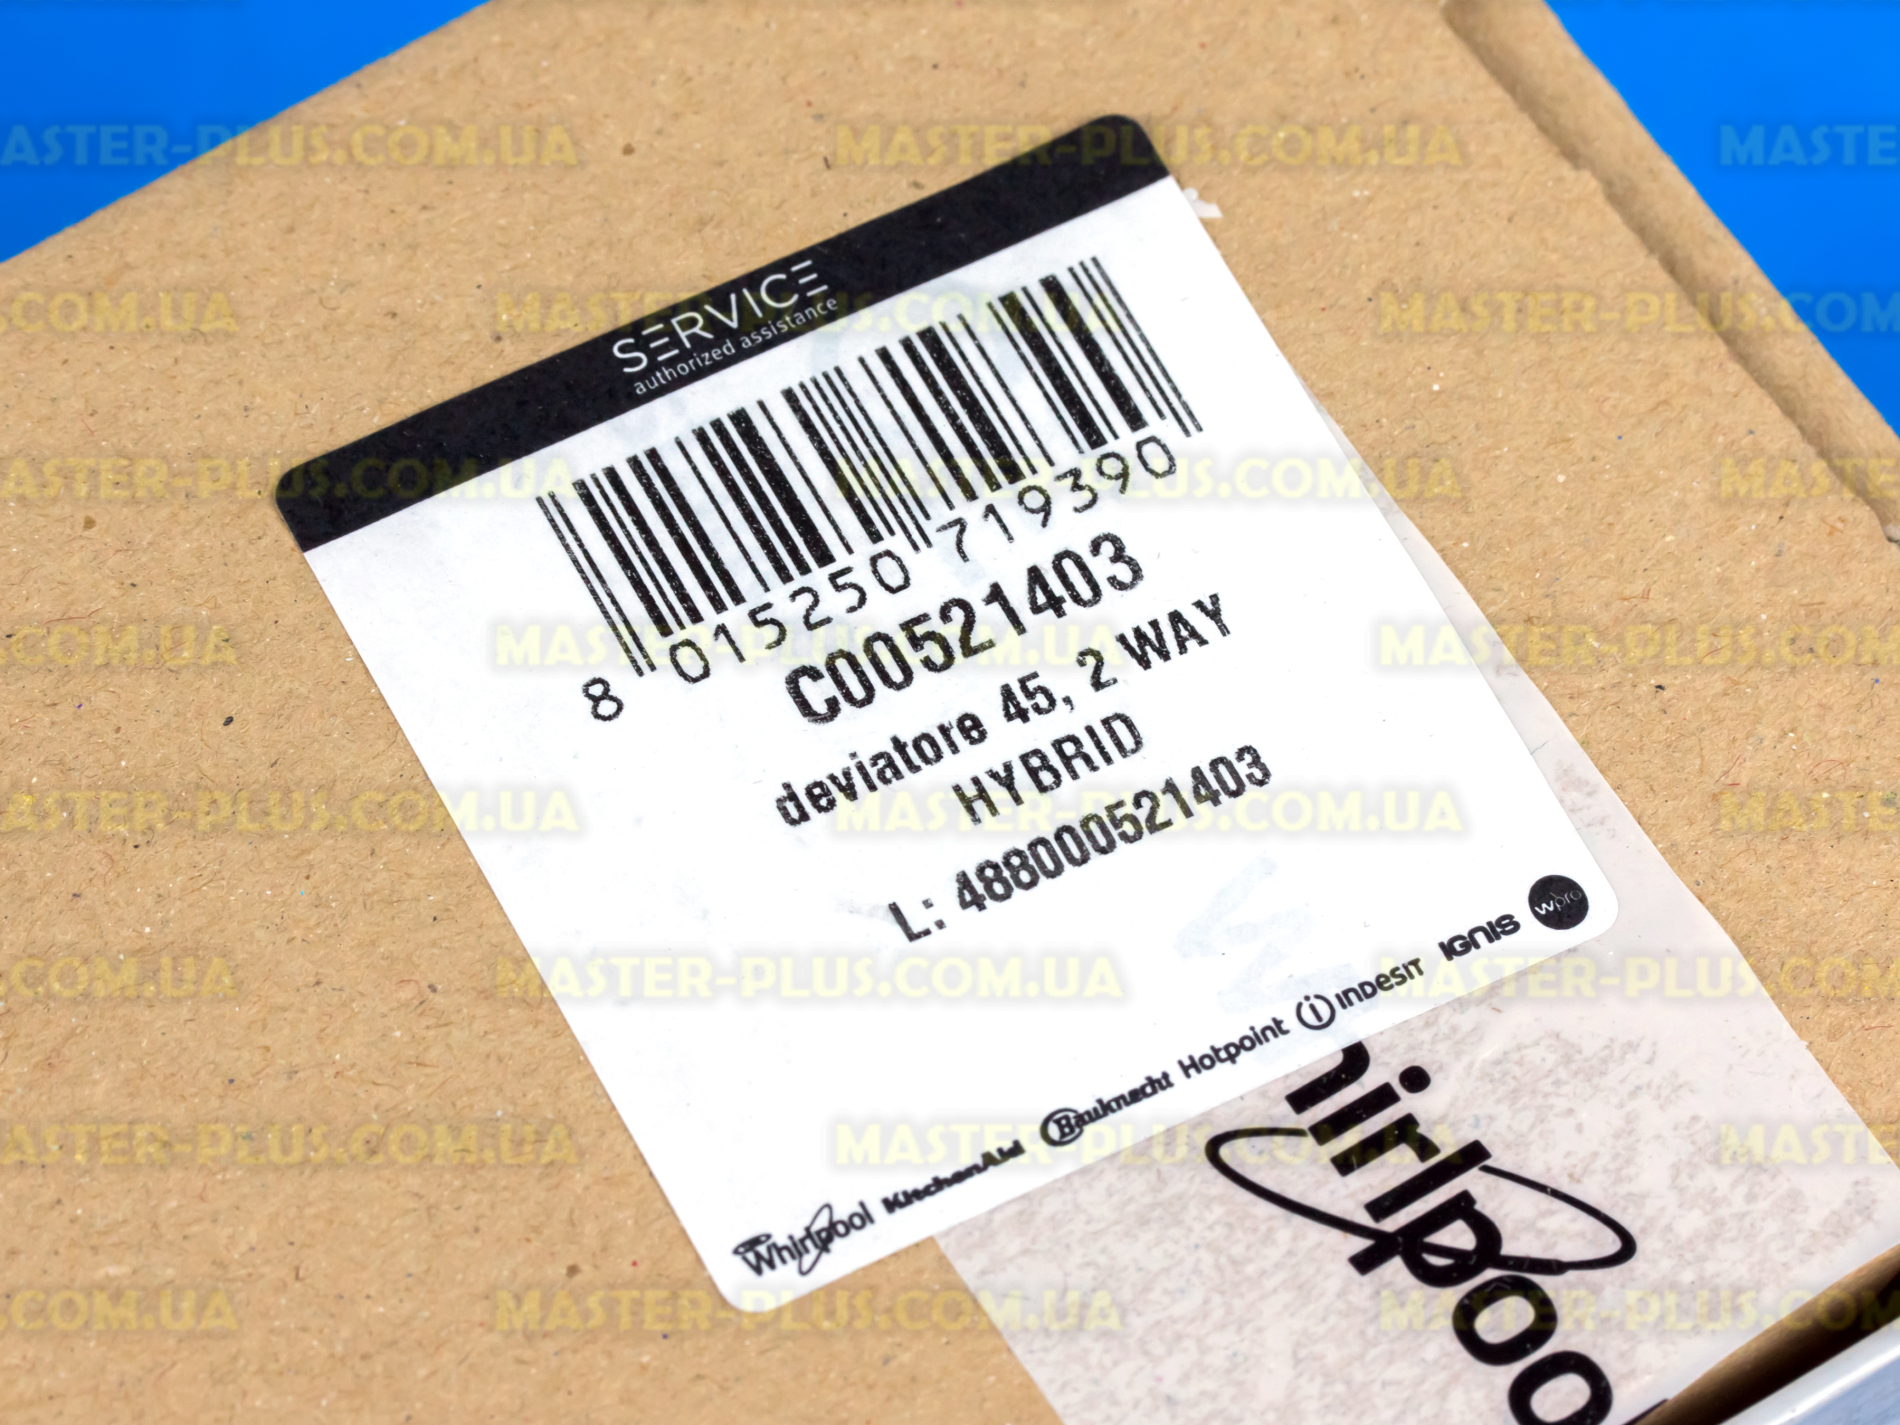 SERVICE
authorized assistance
8 015250 719390
C00521403
deviatore 45, 2 WAY
HYBRID
L: 488000521403
Whirlpool KitchenAid Bauknecht Hotpoint indesit IGNIS wpro
hirlpool
MASTER-PLUS.COM.UA